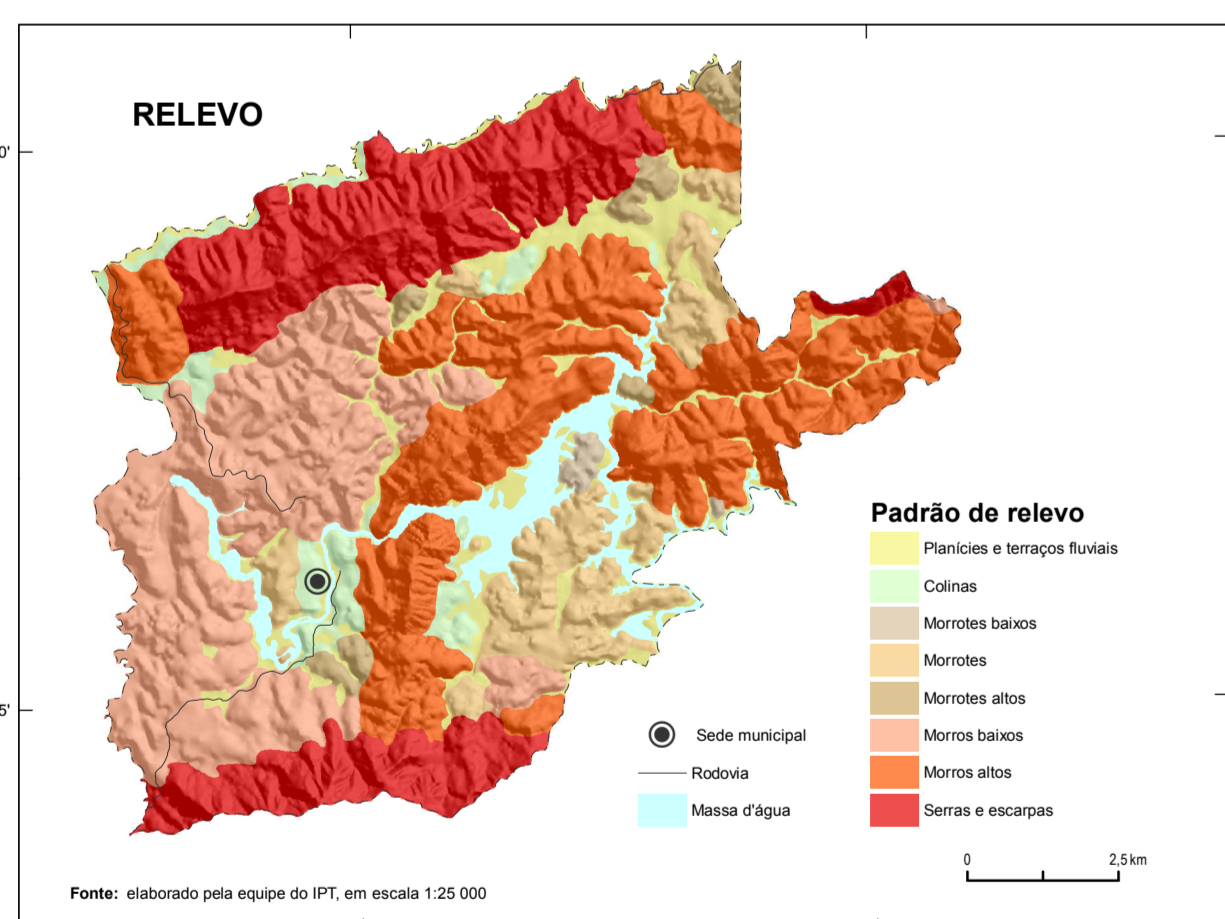 RELEVO
0'
5'
Padrão de relevo
Planícies e terraços fluviais
Colinas
Morrotes baixos
Morrotes
Morrotes altos
Morros baixos
Morros altos
Serras e escarpas
Sede municipal
Rodovia
Massa d'água
0 2,5 km
Fonte: elaborado pela equipe do IPT, em escala 1:25 000